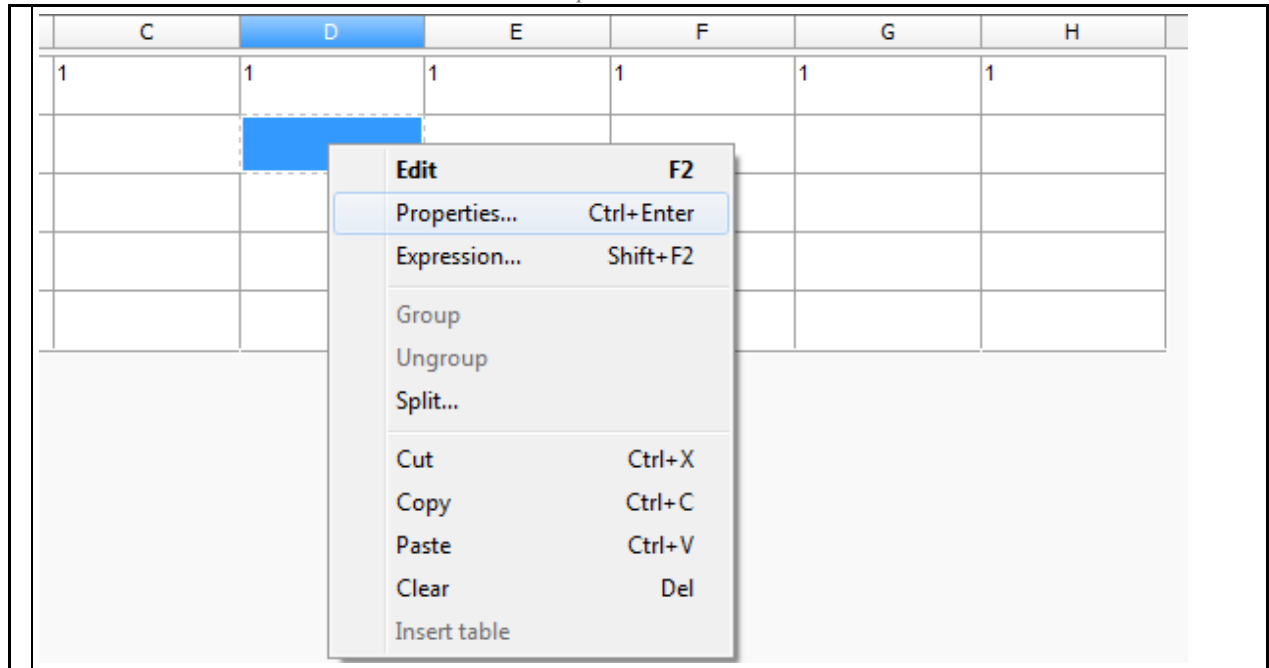 C D E F G H
1 1 1 1 1 1
Edit F2
Properties... Ctrl+Enter
Expression... Shift+F2
Group
Ungroup
Split...
Cut Ctrl+X
Copy Ctrl+C
Paste Ctrl+V
Clear Del
Insert table